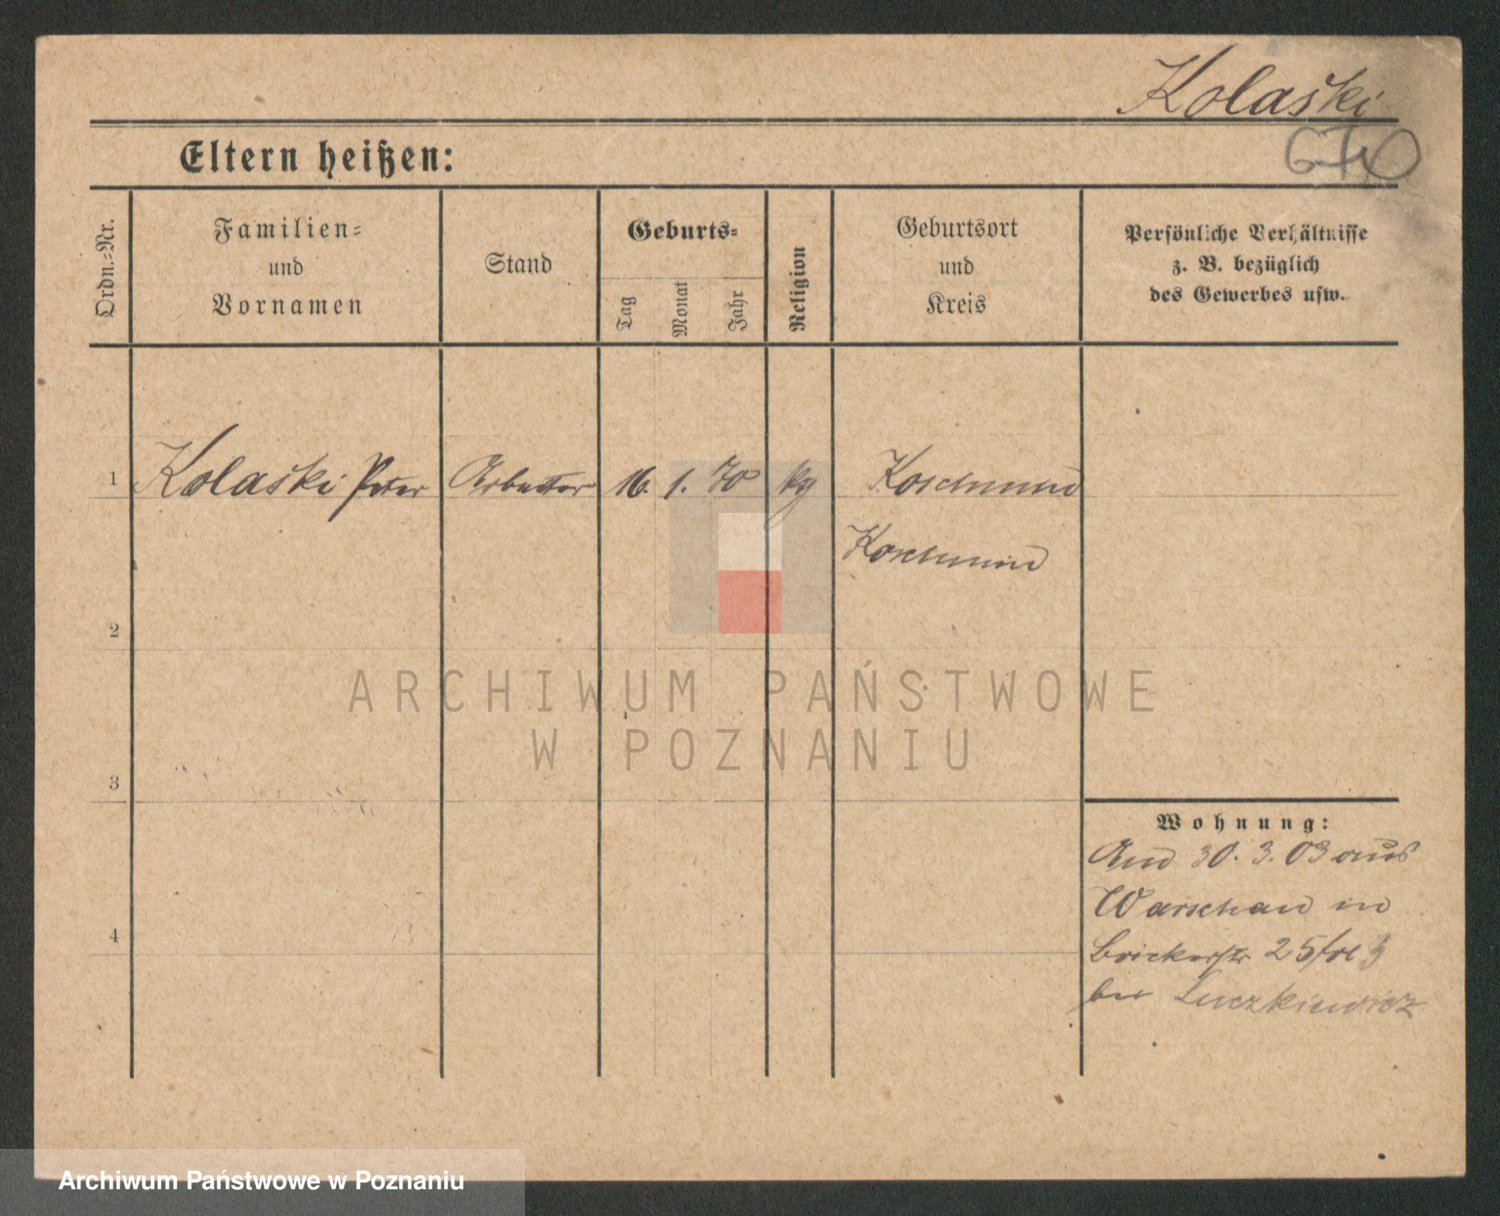 Kolaski
Eltern heißen:
Ordn.-Nr.
Familien-
und
Vornamen
Stand
Geburts-
Tag
Monat
Jahr
Religion
Geburtsort
und
Kreis
Persönliche Verhältnisse
z. B. bezüglich
des Gewerbes usw.
1 Kolaski Peter Arbeiter 16. 1. 70 kg Koschmin
Koschmin
ARCHIWUM PAŃSTWOWE
W POZNANIU
2
3
4
Wohnung:
30. 3. 03 aus
Warschau in
25
bei Luczkiewicz
Archiwum Państwowe w Poznaniu